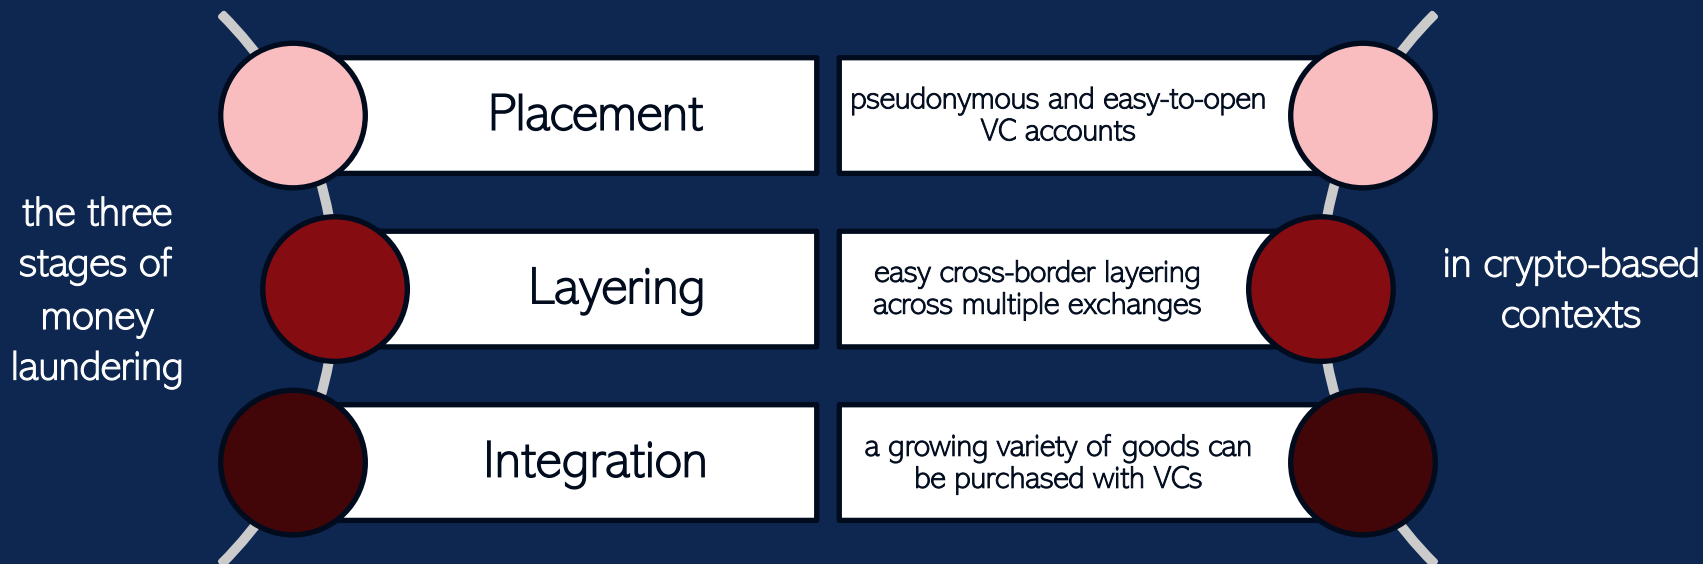 the three
stages of
money
laundering
Placement
pseudonymous and easy-to-open
VC accounts
Layering
easy cross-border layering
across multiple exchanges
Integration
a growing variety of goods can
be purchased with VCs
in crypto-based
contexts